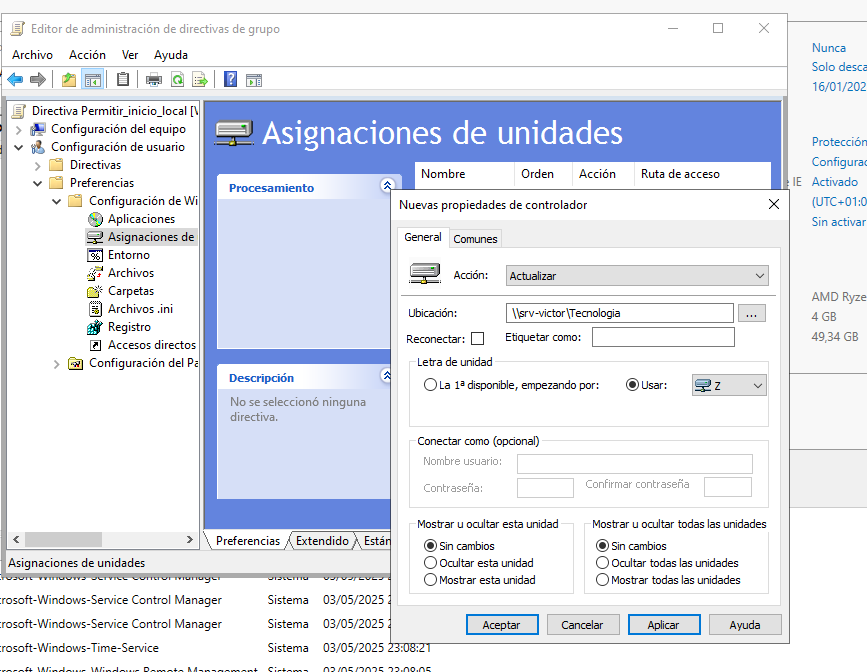 Editor de administración de directivas de grupo
Archivo Acción Ver Ayuda
Directiva Permitir_inicio_local [\
Configuración del equipo
Configuración de usuario
Directivas
Preferencias
Configuración de Wi
Aplicaciones
Asignaciones de
Entorno
Archivos
Carpetas
Archivos .ini
Registro
Accesos directos
Configuración del Pa
Asignaciones de unidades
Procesamiento
Nombre Orden Acción Ruta de acceso
Descripción
No se seleccionó ninguna
directiva.
Preferencias Extendido Están
Asignaciones de unidades
Nuevas propiedades de controlador
General Comunes
Acción: Actualizar
Ubicación: \\srv-victor\Tecnologia ...
Reconectar: Etiquetar como:
Letra de unidad
La 1ª disponible, empezando por: Usar: Z
Conectar como (opcional)
Nombre usuario:
Contraseña: Confirmar contraseña
Mostrar u ocultar esta unidad
Sin cambios
Ocultar esta unidad
Mostrar esta unidad
Mostrar u ocultar todas las unidades
Sin cambios
Ocultar todas las unidades
Mostrar todas las unidades
Aceptar Cancelar Aplicar Ayuda
Nunca
Solo desca
16/01/202
Protección
Configurac
e IE Activado
(UTC+01:0
Sin activar
AMD Ryze
4 GB
49,34 GB
crosoft-Windows-Service Control Manager Sistema 03/05/2025 2
crosoft-Windows-Service Control Manager Sistema 03/05/2025 2
crosoft-Windows-Service Control Manager Sistema 03/05/2025 2
crosoft-Windows-Time-Service Sistema 03/05/2025 23:08:21
crosoft-Windows-Windows Remote Management Sistema 03/05/2025 23:08:05